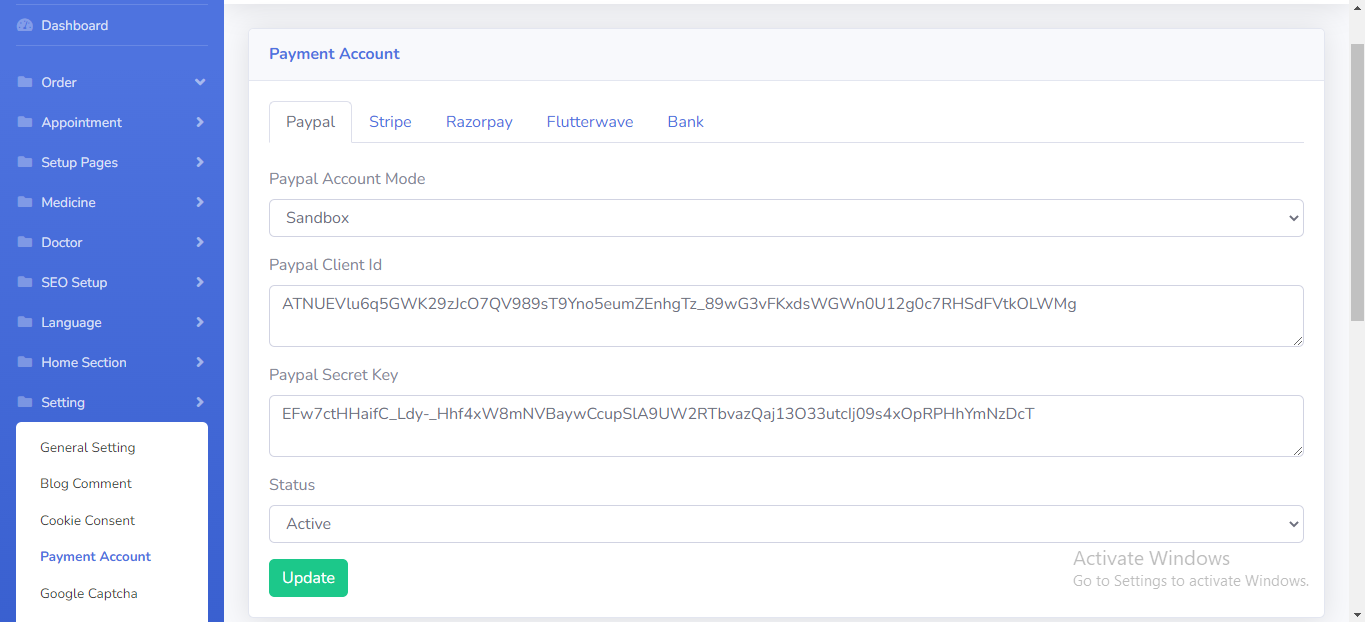 Dashboard
Order
Appointment
Setup Pages
Medicine
Doctor
SEO Setup
Language
Home Section
Setting
General Setting
Blog Comment
Cookie Consent
Payment Account
Google Captcha
Payment Account
Paypal Stripe Razorpay Flutterwave Bank
Paypal Account Mode
Sandbox
Paypal Client Id
ATNUEVlu6q5GWK29zJcO7QV989sT9Yno5eumZEnhgTz_89wG3vFKxdsWGWn0U12g0c7RHSdFVtkOLWMg
Paypal Secret Key
EFw7ctHHaifC_Ldy-_Hhf4xW8mNVBaywCcupSlA9UW2RTbvazQaj13O33utcIj09s4xOpRPHhYmNzDcT
Status
Active
Update
Activate Windows
Go to Settings to activate Windows.